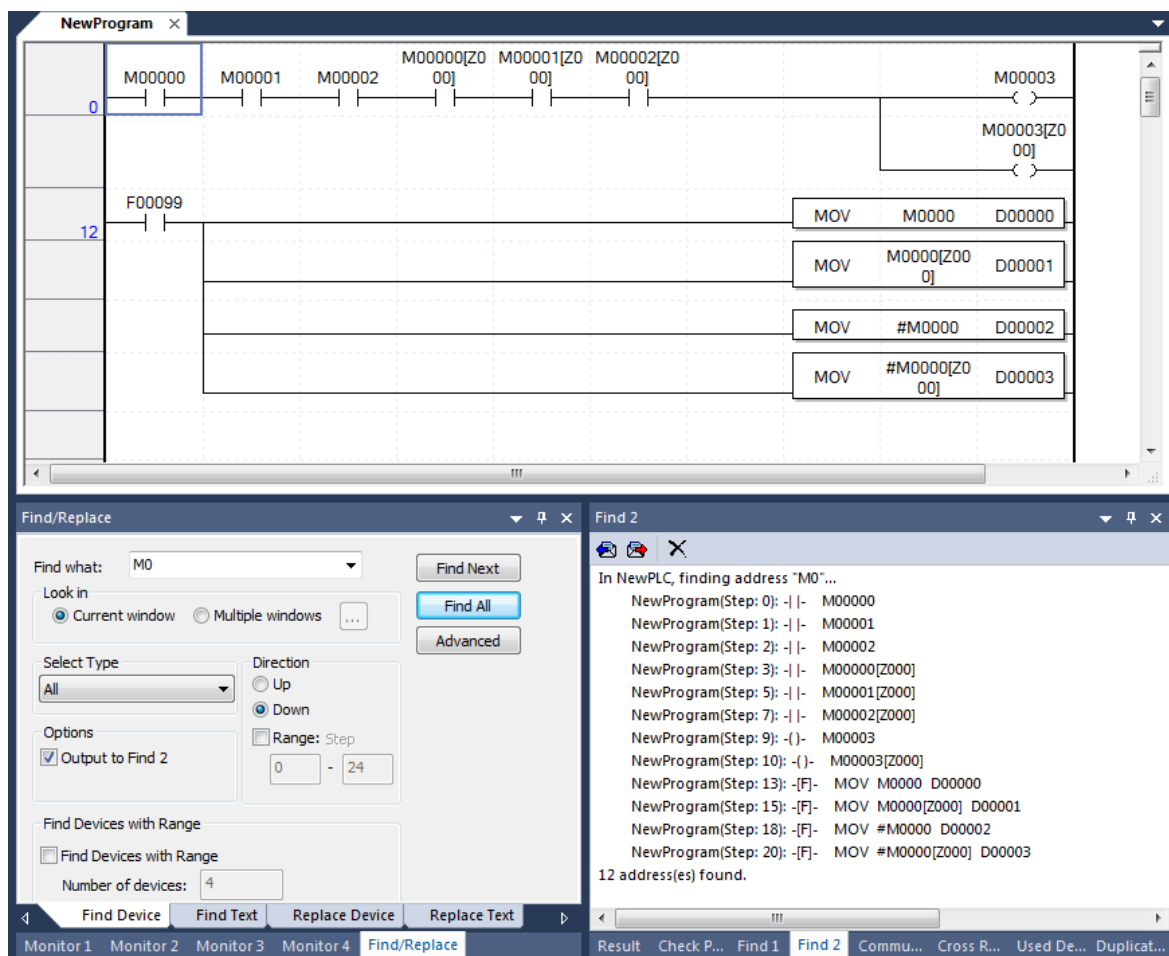 NewProgram
M00000[Z0 M00001[Z0 M00002[Z0
M00000 M00001 M00002 00] 00] 00] M00003
0
M00003[Z0
00]
F00099
12
MOV M0000 D00000
MOV M0000[Z00 D00001
0]
MOV #M0000 D00002
MOV #M0000[Z0 D00003
00]
Find/Replace
Find what: M0
Find Next
Look in
Current window Multiple windows ...
Find All
Advanced
Select Type
All
Direction
Up
Down
Options
Output to Find 2
Range: Step
0 - 24
Find Devices with Range
Find Devices with Range
Number of devices: 4
Find Device Find Text Replace Device Replace Text
Monitor 1 Monitor 2 Monitor 3 Monitor 4 Find/Replace
Find 2
In NewPLC, finding address "M0"...
NewProgram(Step: 0): -| |- M00000
NewProgram(Step: 1): -| |- M00001
NewProgram(Step: 2): -| |- M00002
NewProgram(Step: 3): -| |- M00000[Z000]
NewProgram(Step: 5): -| |- M00001[Z000]
NewProgram(Step: 7): -| |- M00002[Z000]
NewProgram(Step: 9): -( )- M00003
NewProgram(Step: 10): -( )- M00003[Z000]
NewProgram(Step: 13): -[F]- MOV M0000 D00000
NewProgram(Step: 15): -[F]- MOV M0000[Z000] D00001
NewProgram(Step: 18): -[F]- MOV #M0000 D00002
NewProgram(Step: 20): -[F]- MOV #M0000[Z000] D00003
12 address(es) found.
Result Check P... Find 1 Find 2 Commu... Cross R... Used De... Duplicat...